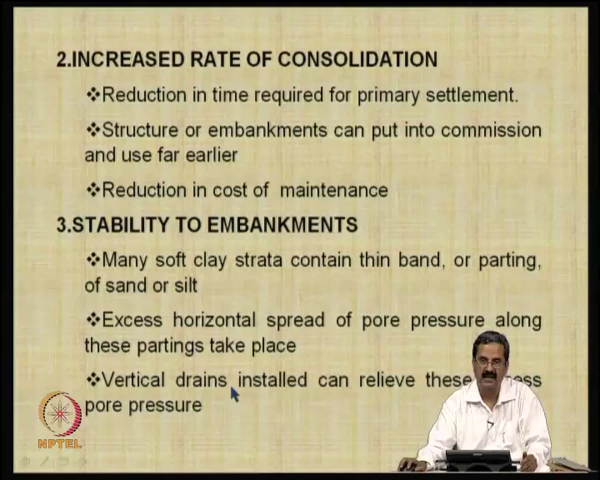 2.INCREASED RATE OF CONSOLIDATION
❖Reduction in time required for primary settlement.
❖Structure or embankments can put into commission
and use far earlier
❖Reduction in cost of maintenance
3.STABILITY TO EMBANKMENTS
❖Many soft clay strata contain thin band, or parting,
of sand or silt
❖Excess horizontal spread of pore pressure along
these partings take place
❖Vertical drains installed can relieve these
pore pressure
NPTEL